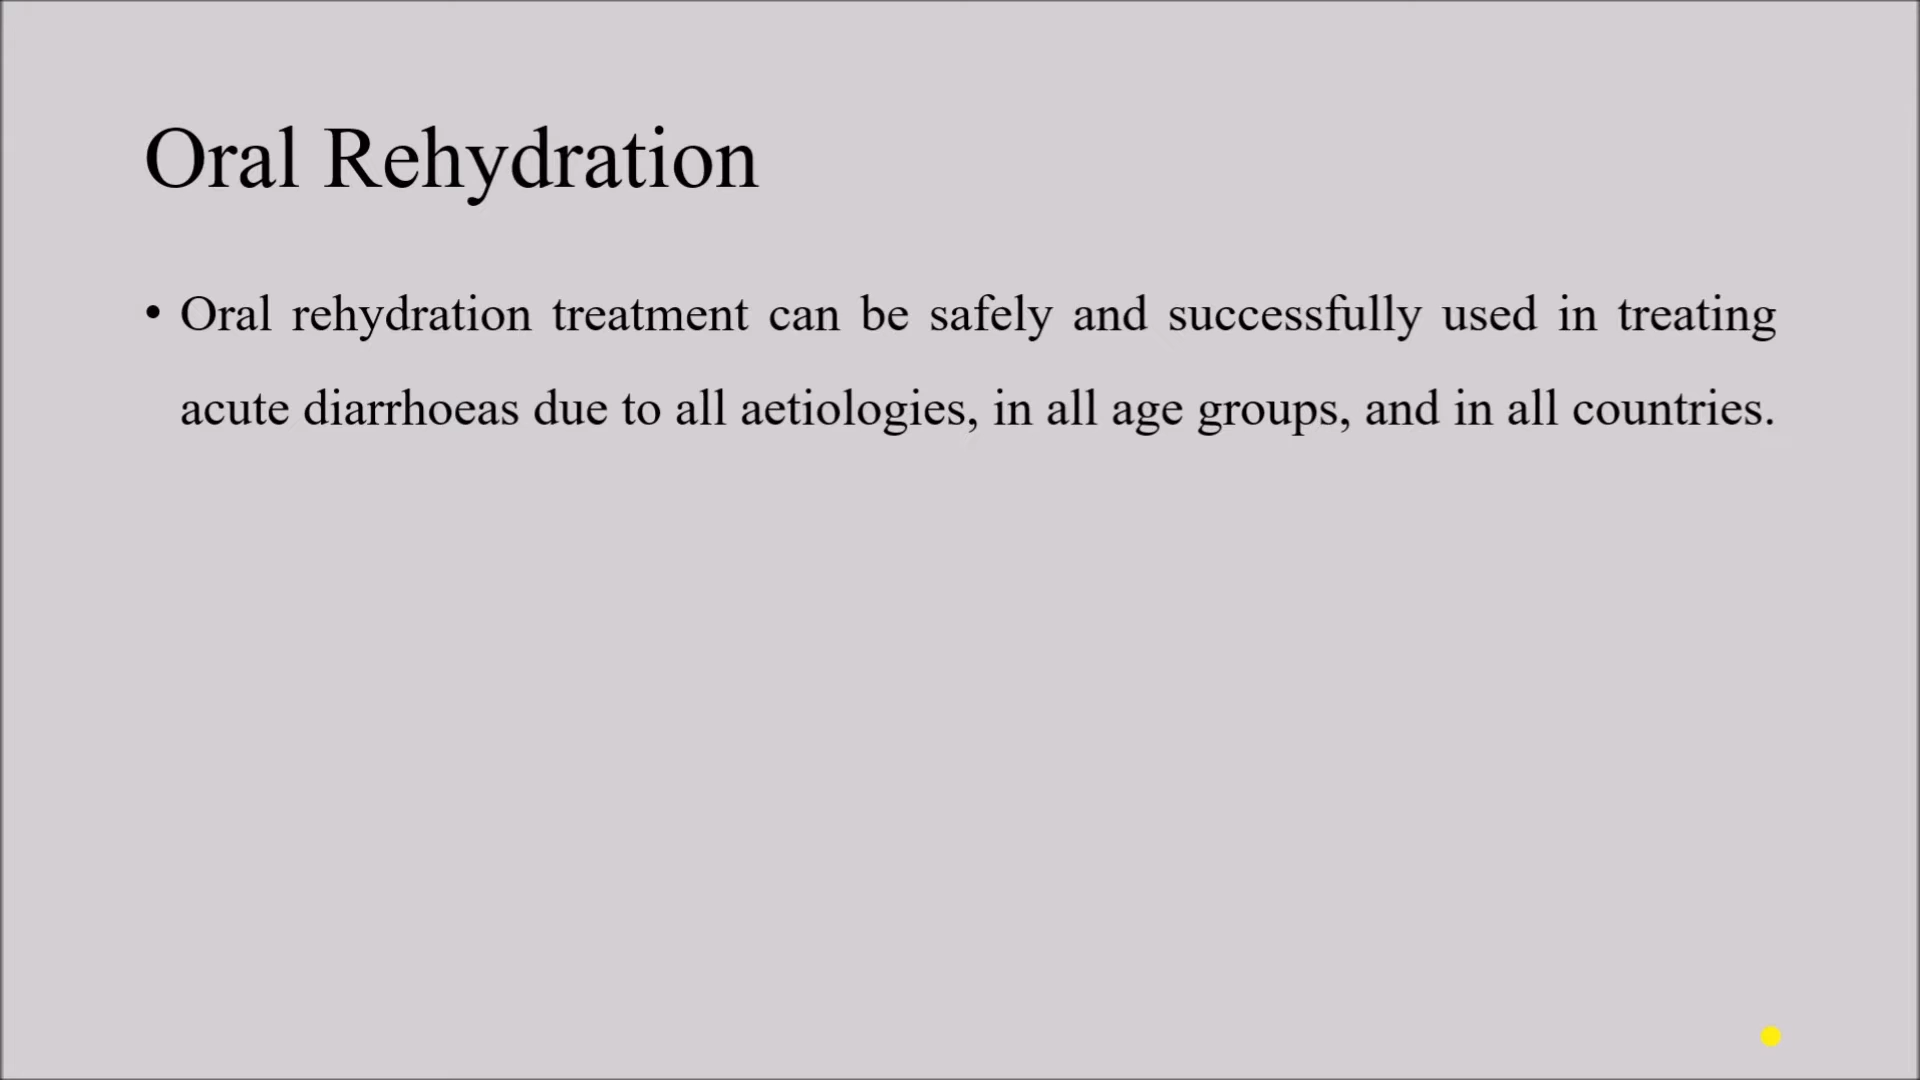 Oral Rehydration
• Oral rehydration treatment can be safely and successfully used in treating
acute diarrhoeas due to all aetiologies, in all age groups, and in all countries.